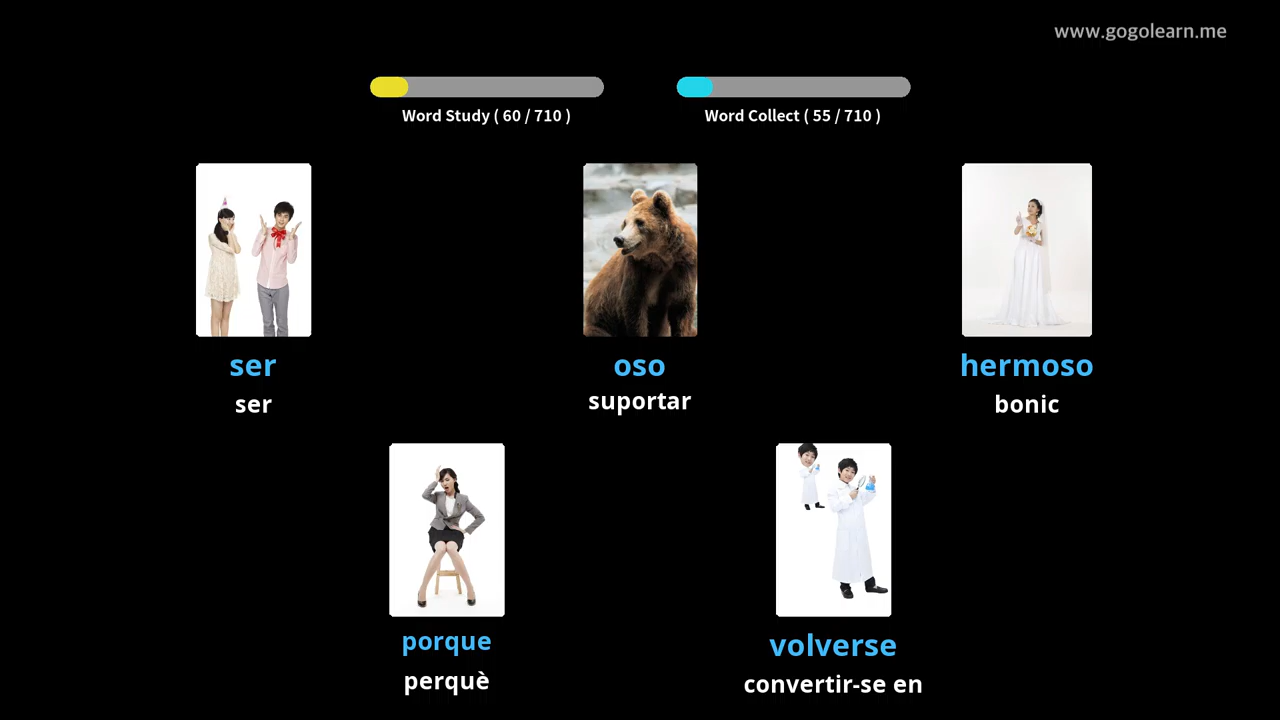 www.gogolearn.me
Word Study ( 60 / 710 )
Word Collect ( 55 / 710 )
ser
oso
hermoso
ser
suportar
bonic
porque
volverse
perquè
convertir-se en